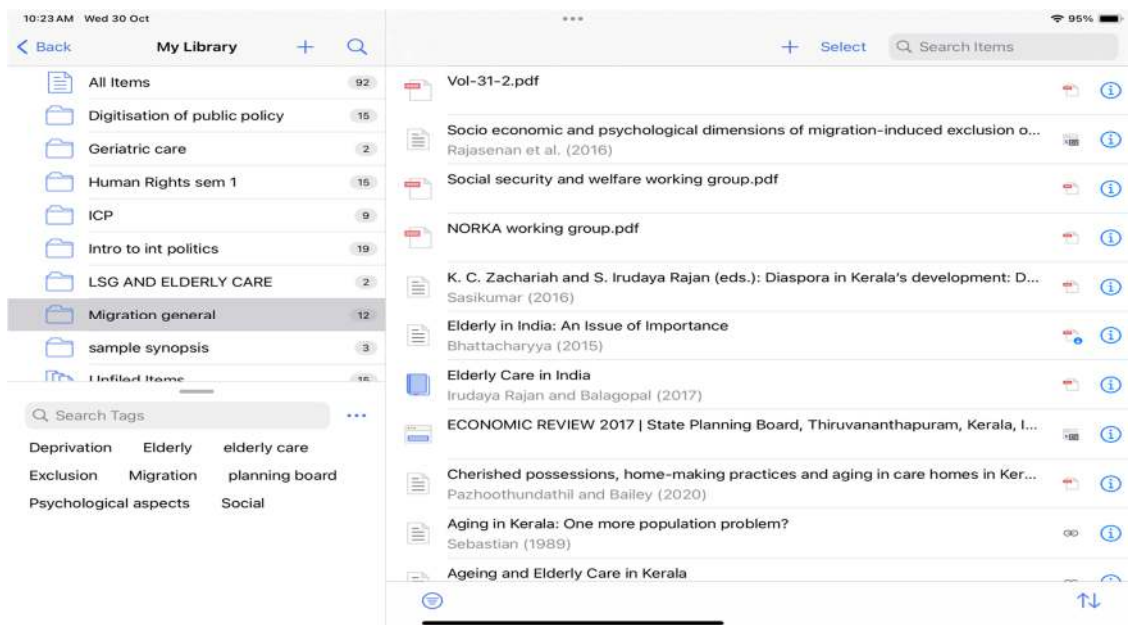 10:23 AM Wed 30 Oct
95%
Back
My Library
All Items 92
Digitisation of public policy 15
Geriatric care 2
Human Rights sem 1 15
ICP 9
Intro to int politics 19
LSG AND ELDERLY CARE 2
Migration general 12
sample synopsis 3
Unfiled Items
Search Tags
Deprivation Elderly elderly care
Exclusion Migration planning board
Psychological aspects Social
Select Search Items
Vol-31-2.pdf
Socio economic and psychological dimensions of migration-induced exclusion o...
Rajasenan et al. (2016)
Social security and welfare working group.pdf
NORKA working group.pdf
K. C. Zachariah and S. Irudaya Rajan (eds.): Diaspora in Kerala's development: D...
Sasikumar (2016)
Elderly in India: An Issue of Importance
Bhattacharyya (2015)
Elderly Care in India
Irudaya Rajan and Balagopal (2017)
ECONOMIC REVIEW 2017 | State Planning Board, Thiruvananthapuram, Kerala, I...
Cherished possessions, home-making practices and aging in care homes in Ker...
Pazhoothundathil and Bailey (2020)
Aging in Kerala: One more population problem?
Sebastian (1989)
Ageing and Elderly Care in Kerala